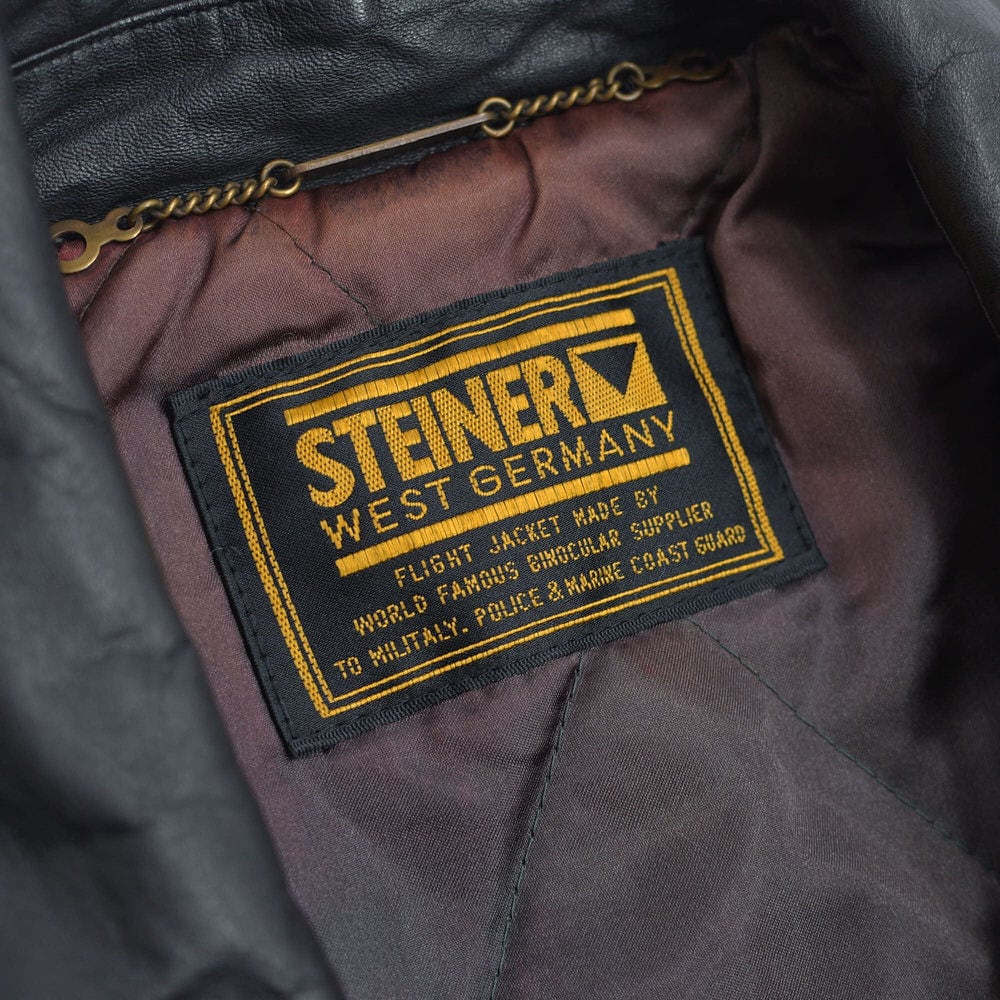 STEINER
WEST GERMANY
FLIGHT JACKET MADE BY
WORLD FAMOUS BINOCULAR SUPPLIER
TO MILITALY. POLICE & MARINE COAST GUARD